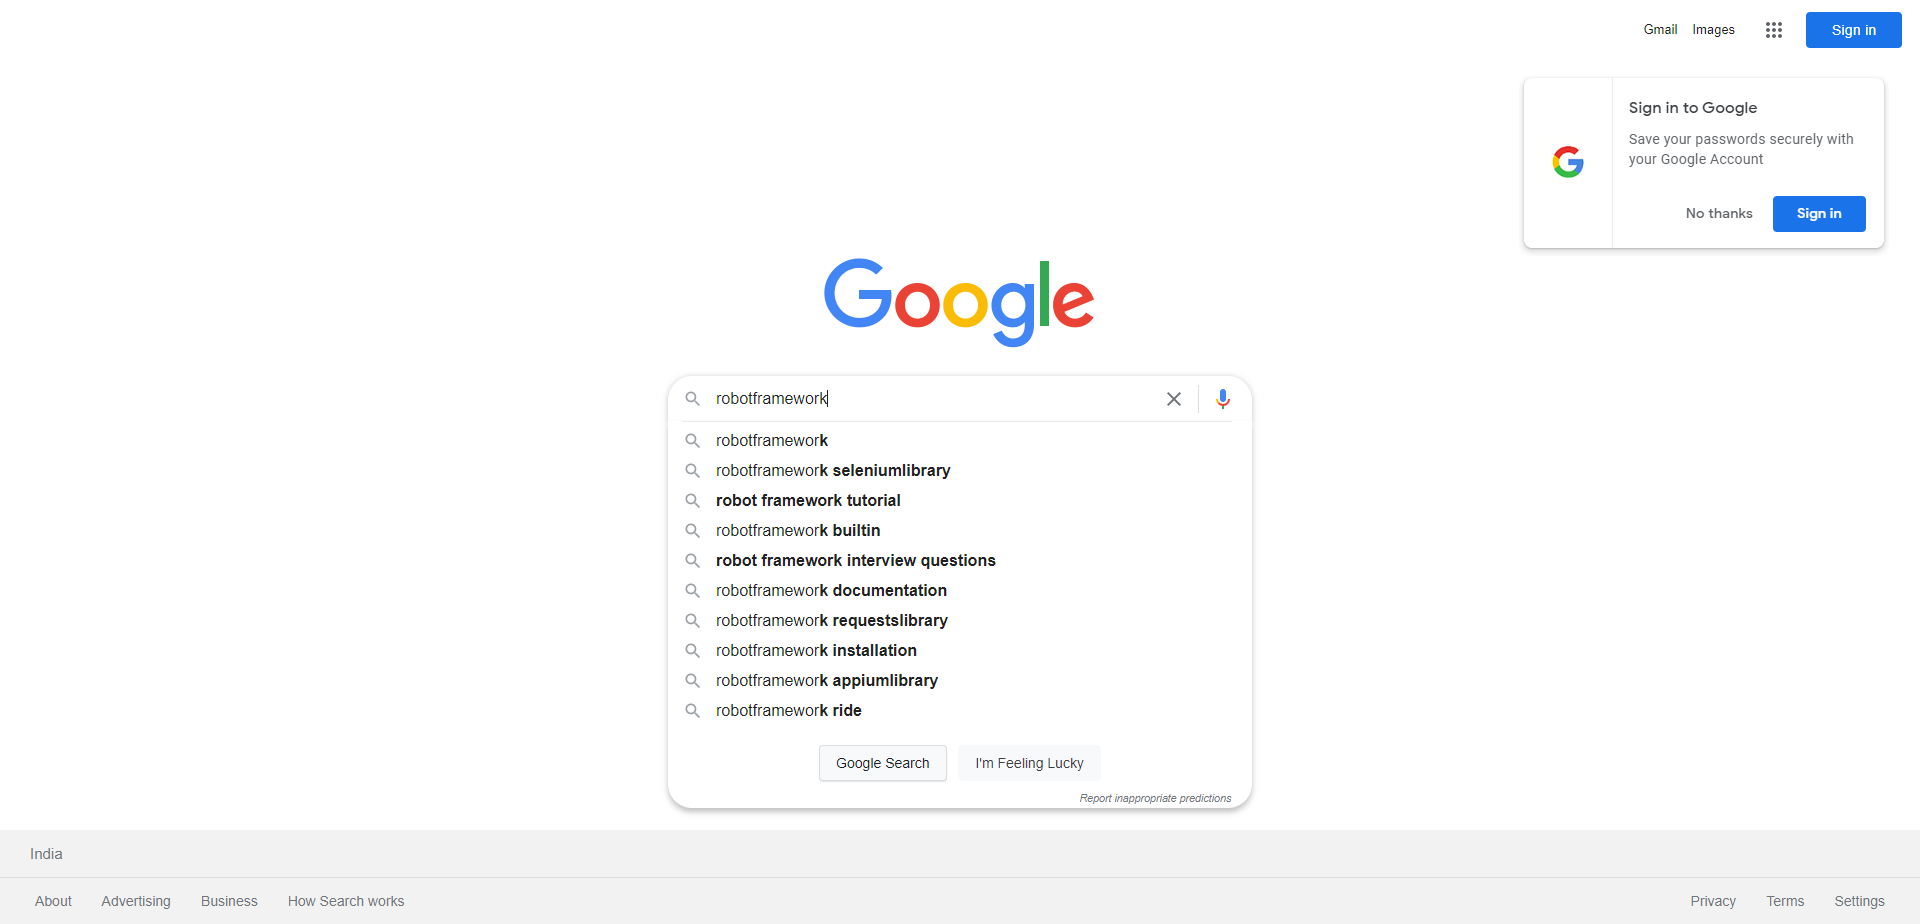 Gmail Images Sign in
Sign in to Google
Save your passwords securely with
your Google Account
No thanks Sign in
Google
robotframework
robotframework
robotframework seleniumlibrary
robot framework tutorial
robotframework builtin
robot framework interview questions
robotframework documentation
robotframework requestslibrary
robotframework installation
robotframework appiumlibrary
robotframework ride
Google Search I'm Feeling Lucky
Report inappropriate predictions
India
About Advertising Business How Search works Privacy Terms Settings